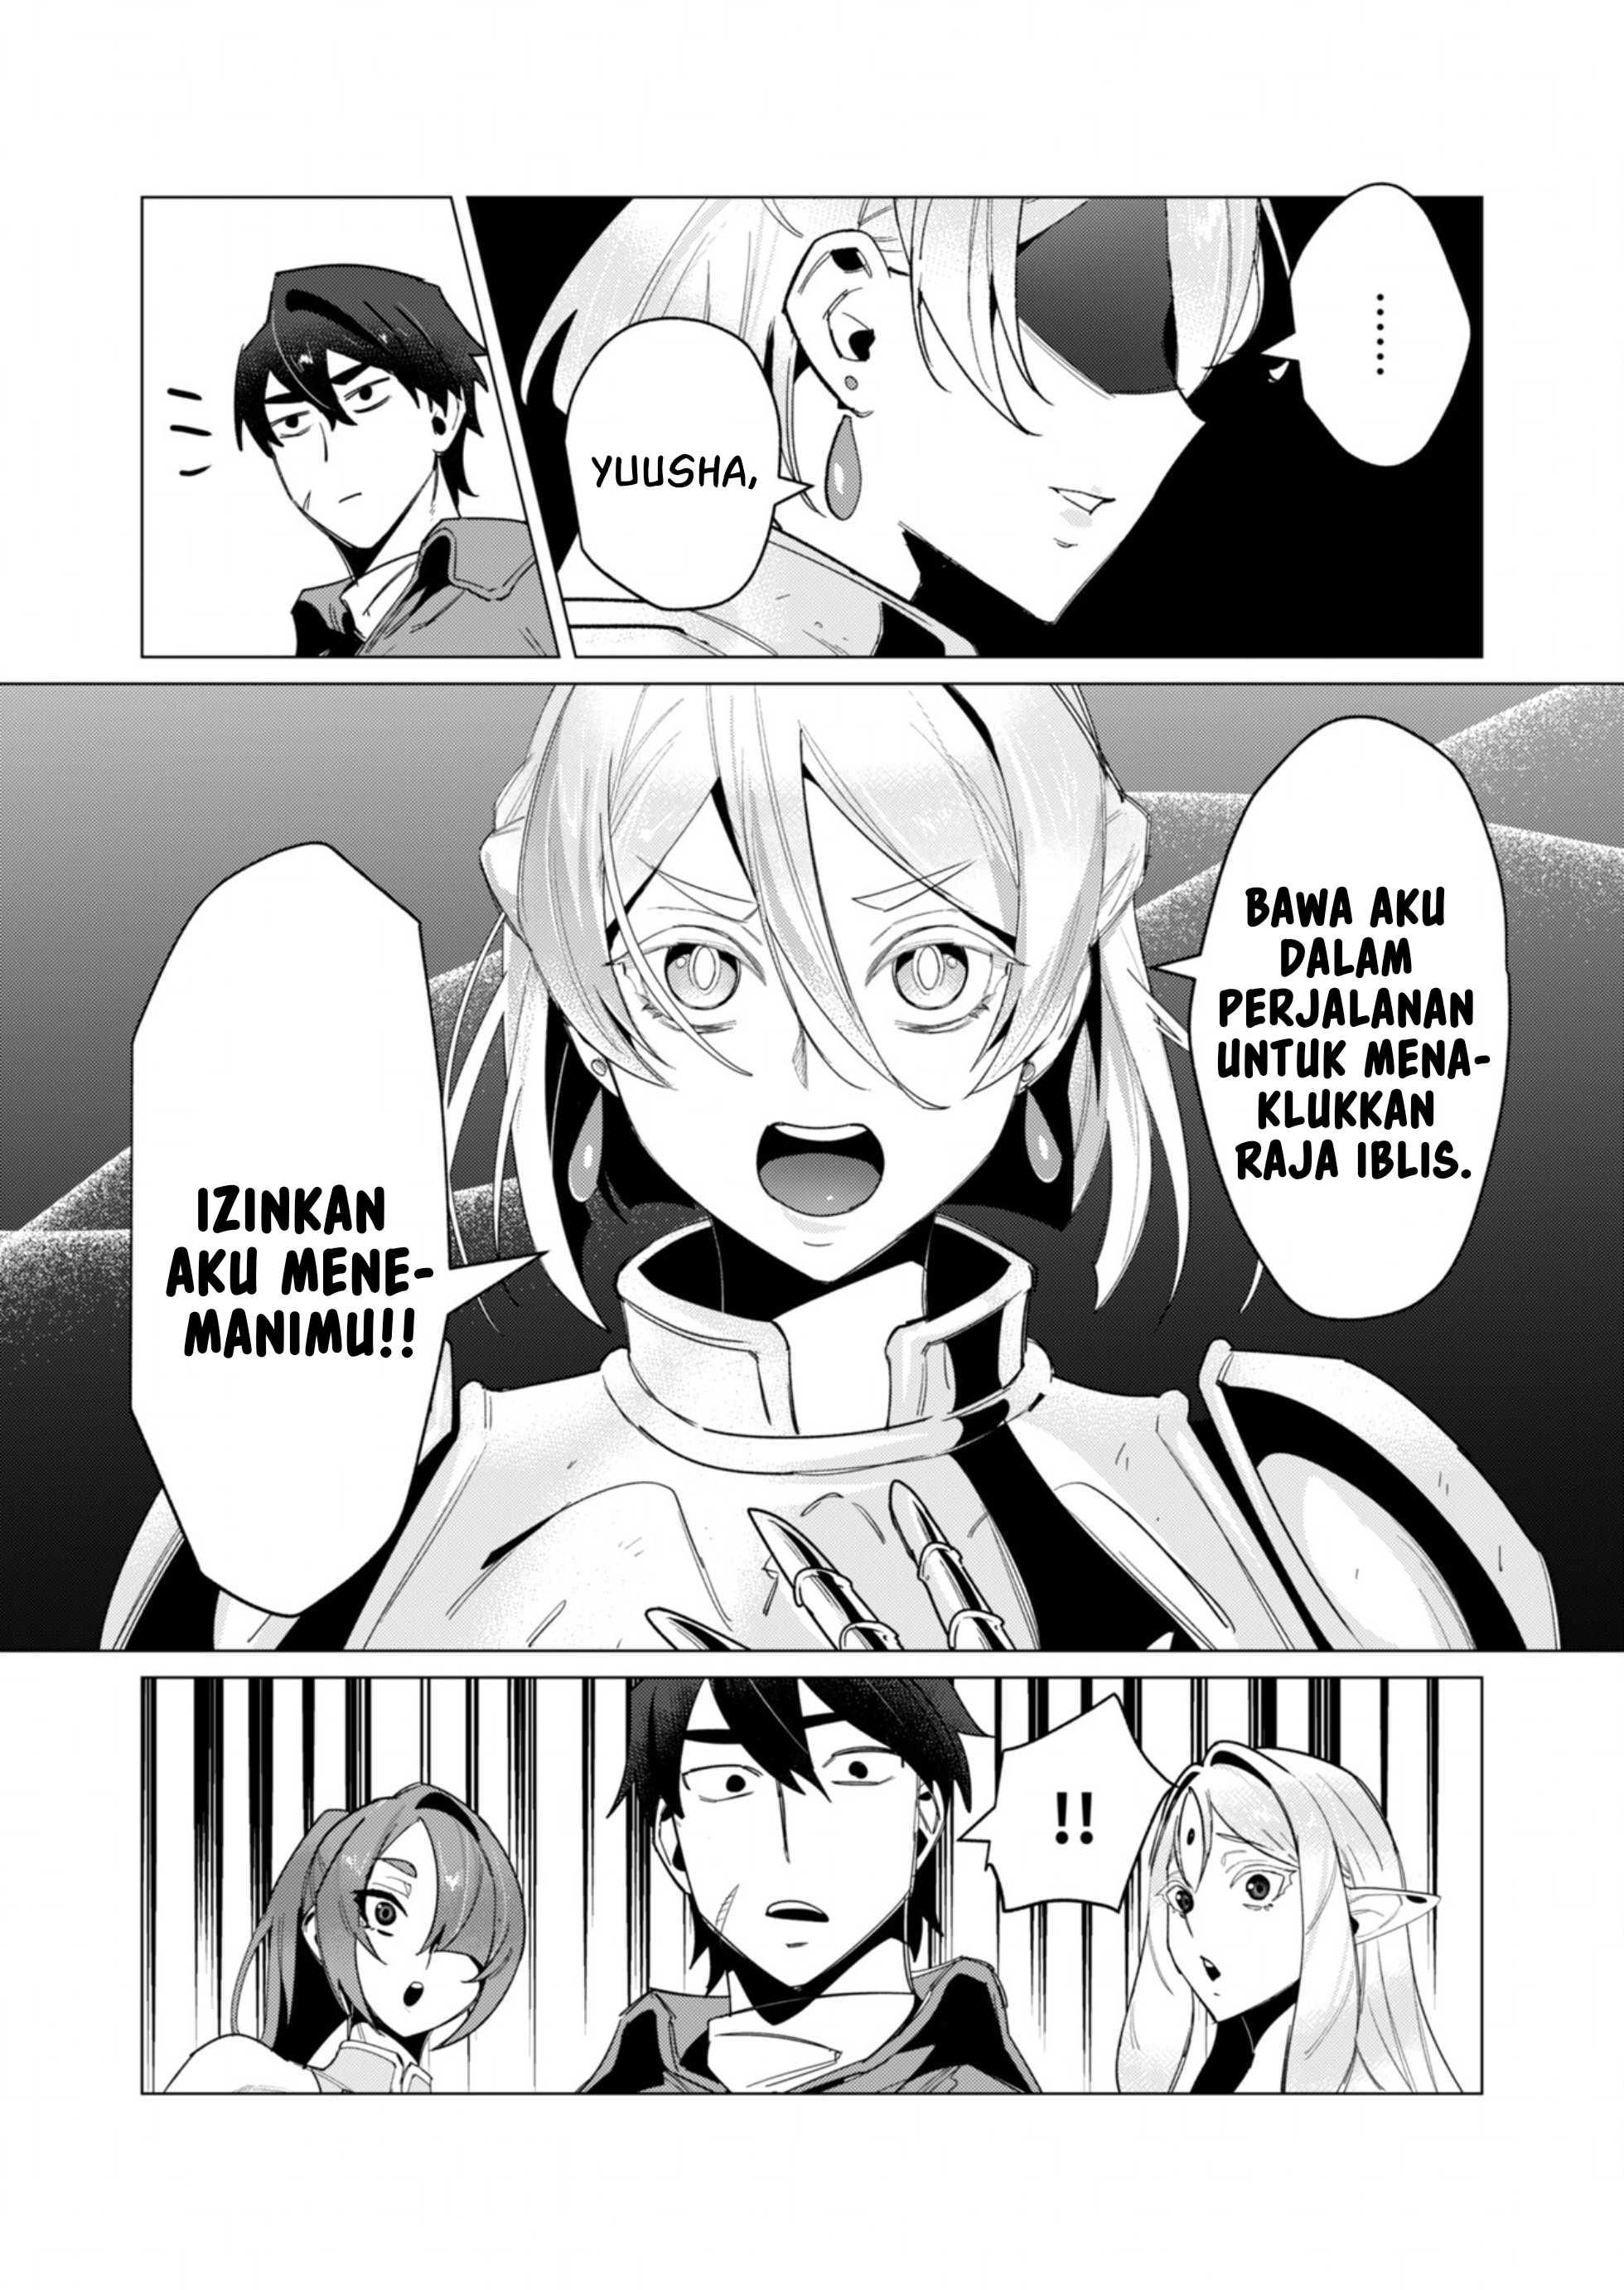 ......
YUUSHA,
BAWA AKU
DALAM
PERJALANAN
UNTUK MENA-
KLUKKAN
RAJA IBLIS.
IZINKAN
AKU MENE-
MANIMU!!
!!